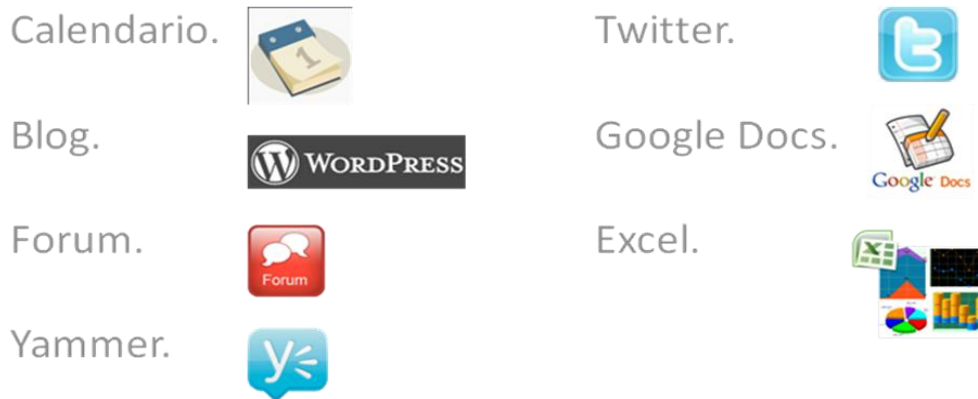 Calendario.
1
Blog.
WORDPRESS
Forum.
Forum
Yammer.
y
Twitter.
t
Google Docs.
Google Docs
Excel.
X